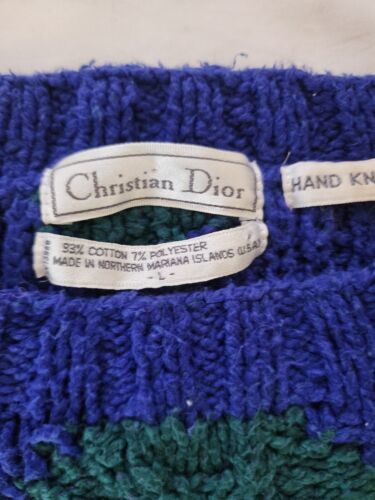 Christian Dior
HAND KN
93% COTTON 7% POLYESTER
MADE IN NORTHERN MARIANA ISLANDS (U.S.A.)
- L -